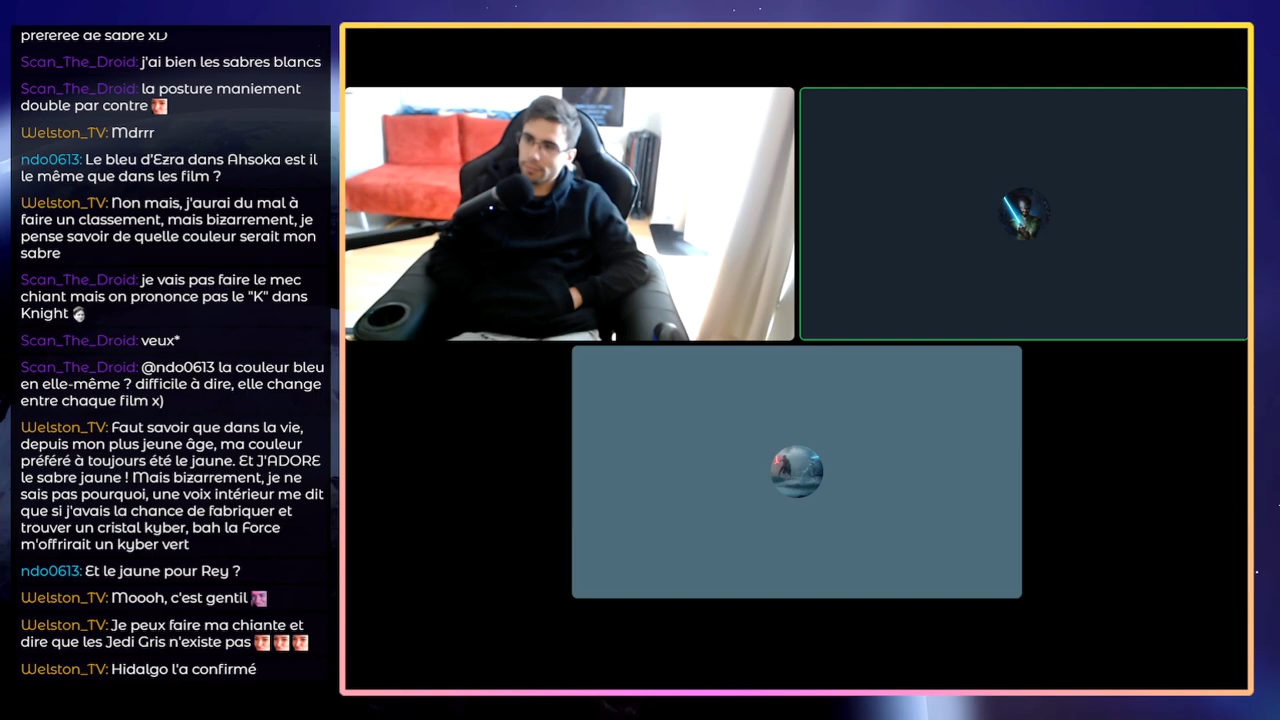 préférée de sabre xD
Scan_The_Droid: j'ai bien les sabres blancs
Scan_The_Droid: la posture maniement
double par contre
Welston_TV: Mdrrr
ndo0613: Le bleu d'Ezra dans Ahsoka est il
le même que dans les film ?
Welston_TV: Non mais, j'aurai du mal à
faire un classement, mais bizarrement, je
pense savoir de quelle couleur serait mon
sabre
Scan_The_Droid: je vais pas faire le mec
chiant mais on prononce pas le "K" dans
Knight
Scan_The_Droid: veux*
Scan_The_Droid: @ndo0613 la couleur bleu
en elle-même ? difficile à dire, elle change
entre chaque film x)
Welston_TV: Faut savoir que dans la vie,
depuis mon plus jeune âge, ma couleur
préféré à toujours été le jaune. Et J'ADORE
le sabre jaune ! Mais bizarrement, je ne
sais pas pourquoi, une voix intérieur me dit
que si j'avais la chance de fabriquer et
trouver un cristal kyber, bah la Force
m'offrirait un kyber vert
ndo0613: Et le jaune pour Rey ?
Welston_TV: Moooh, c'est gentil
Welston_TV: Je peux faire ma chiante et
dire que les Jedi Gris n'existe pas
Welston_TV: Hidalgo l'a confirmé